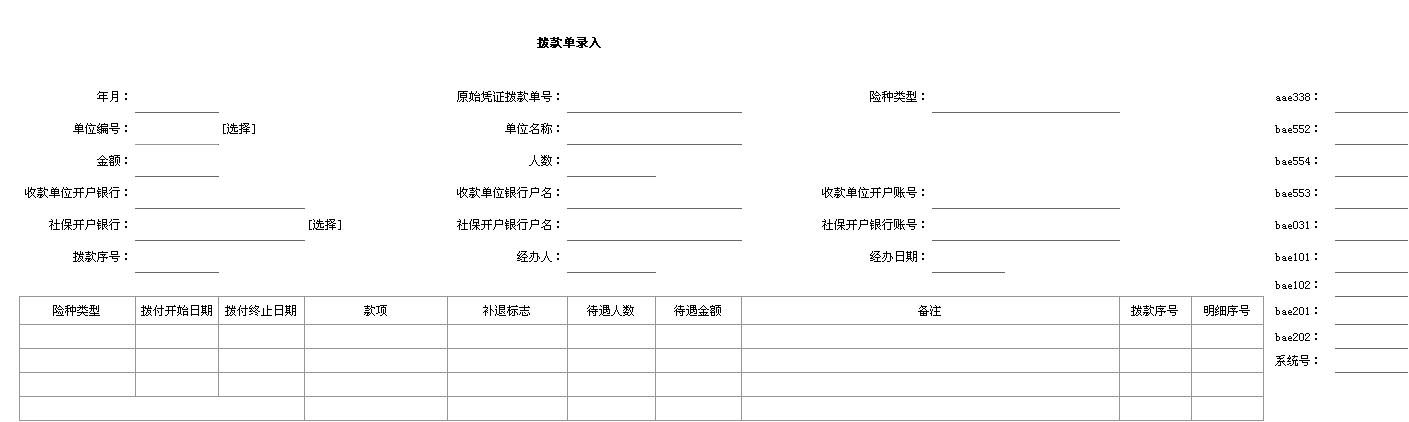 拨款单录入
年月： 原始凭证拨款单号： 险种类型： aae338：
单位编号： [选择] 单位名称： bae552：
金额： 人数： bae554：
收款单位开户银行： 收款单位银行户名： 收款单位开户账号： bae553：
社保开户银行： [选择] 社保开户银行户名： 社保开户银行账号： bae031：
拨款序号： 经办人： 经办日期： bae101：
bae102：
险种类型 拨付开始日期 拨付终止日期 款项 补退标志 待遇人数 待遇金额 备注 拨款序号 明细序号 bae201：
bae202：
系统号：